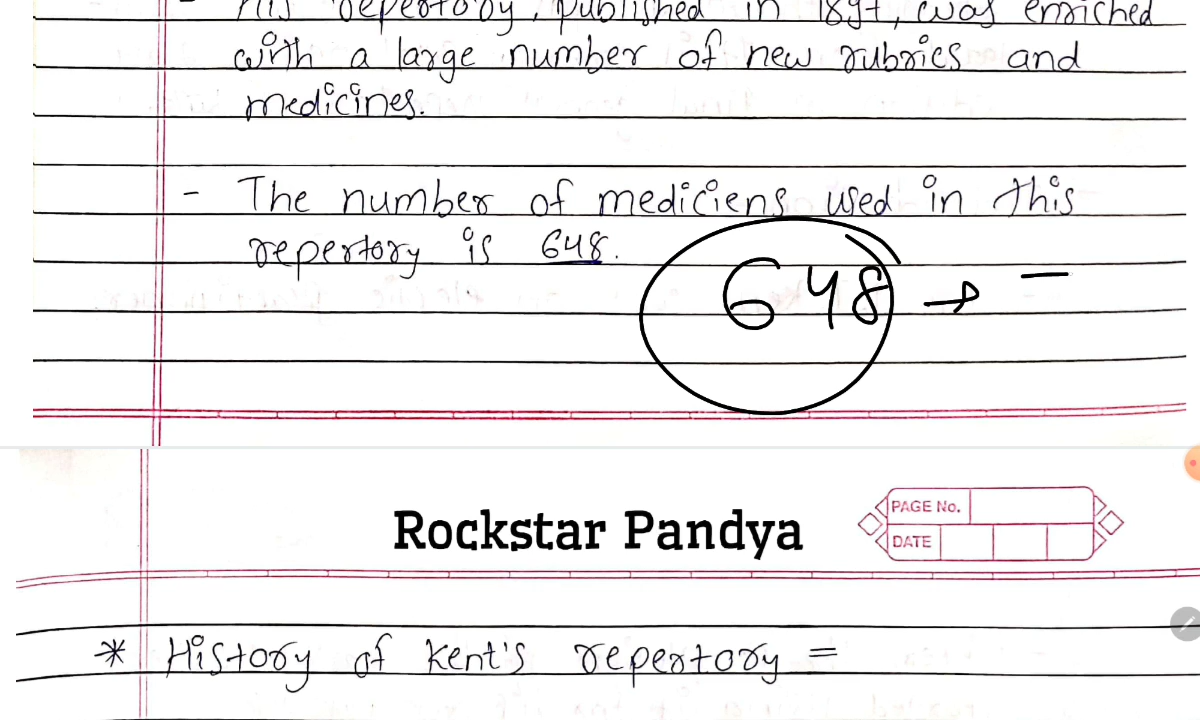 - This repertory, published in 1897, was enriched
with a large number of new rubrics and
medicines.
- The number of mediciens used in this
repertory is 648.
648 → –
Rockstar Pandya
PAGE No.
DATE
* History of Kent's repertory =